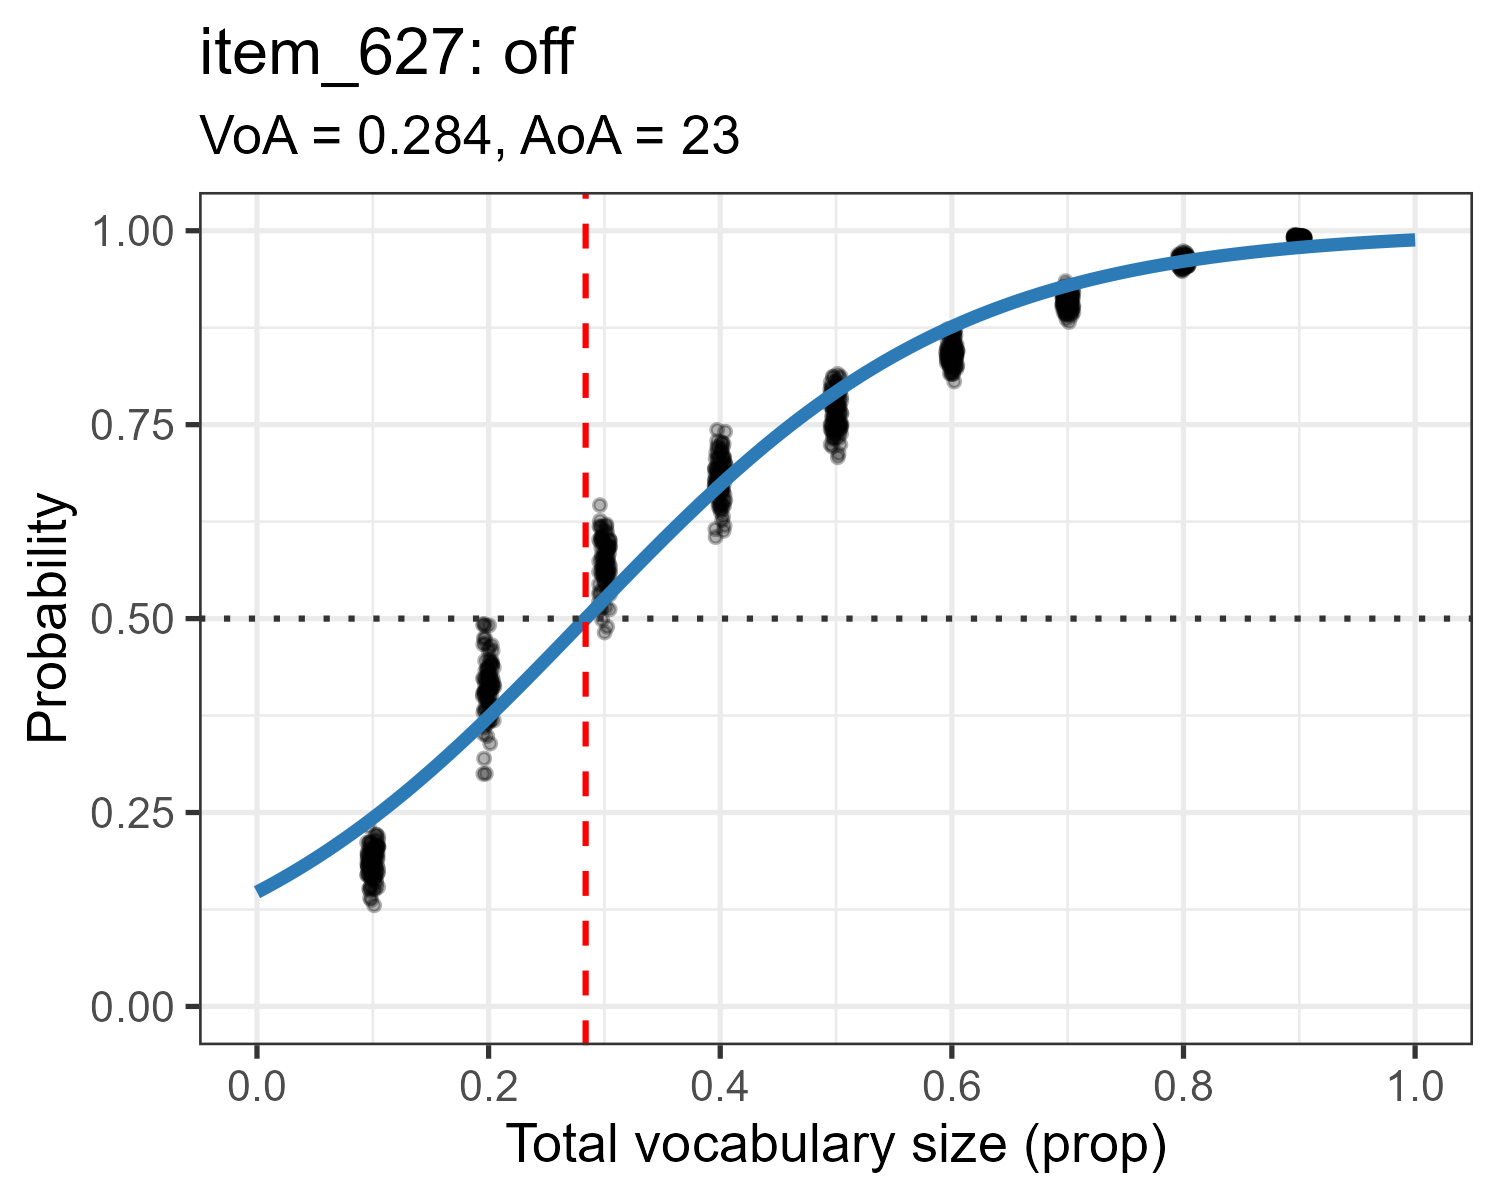 item_627: off
VoA = 0.284, AoA = 23
1.00
0.75
0.50
0.25
0.00
Probability
0.0 0.2 0.4 0.6 0.8 1.0
Total vocabulary size (prop)